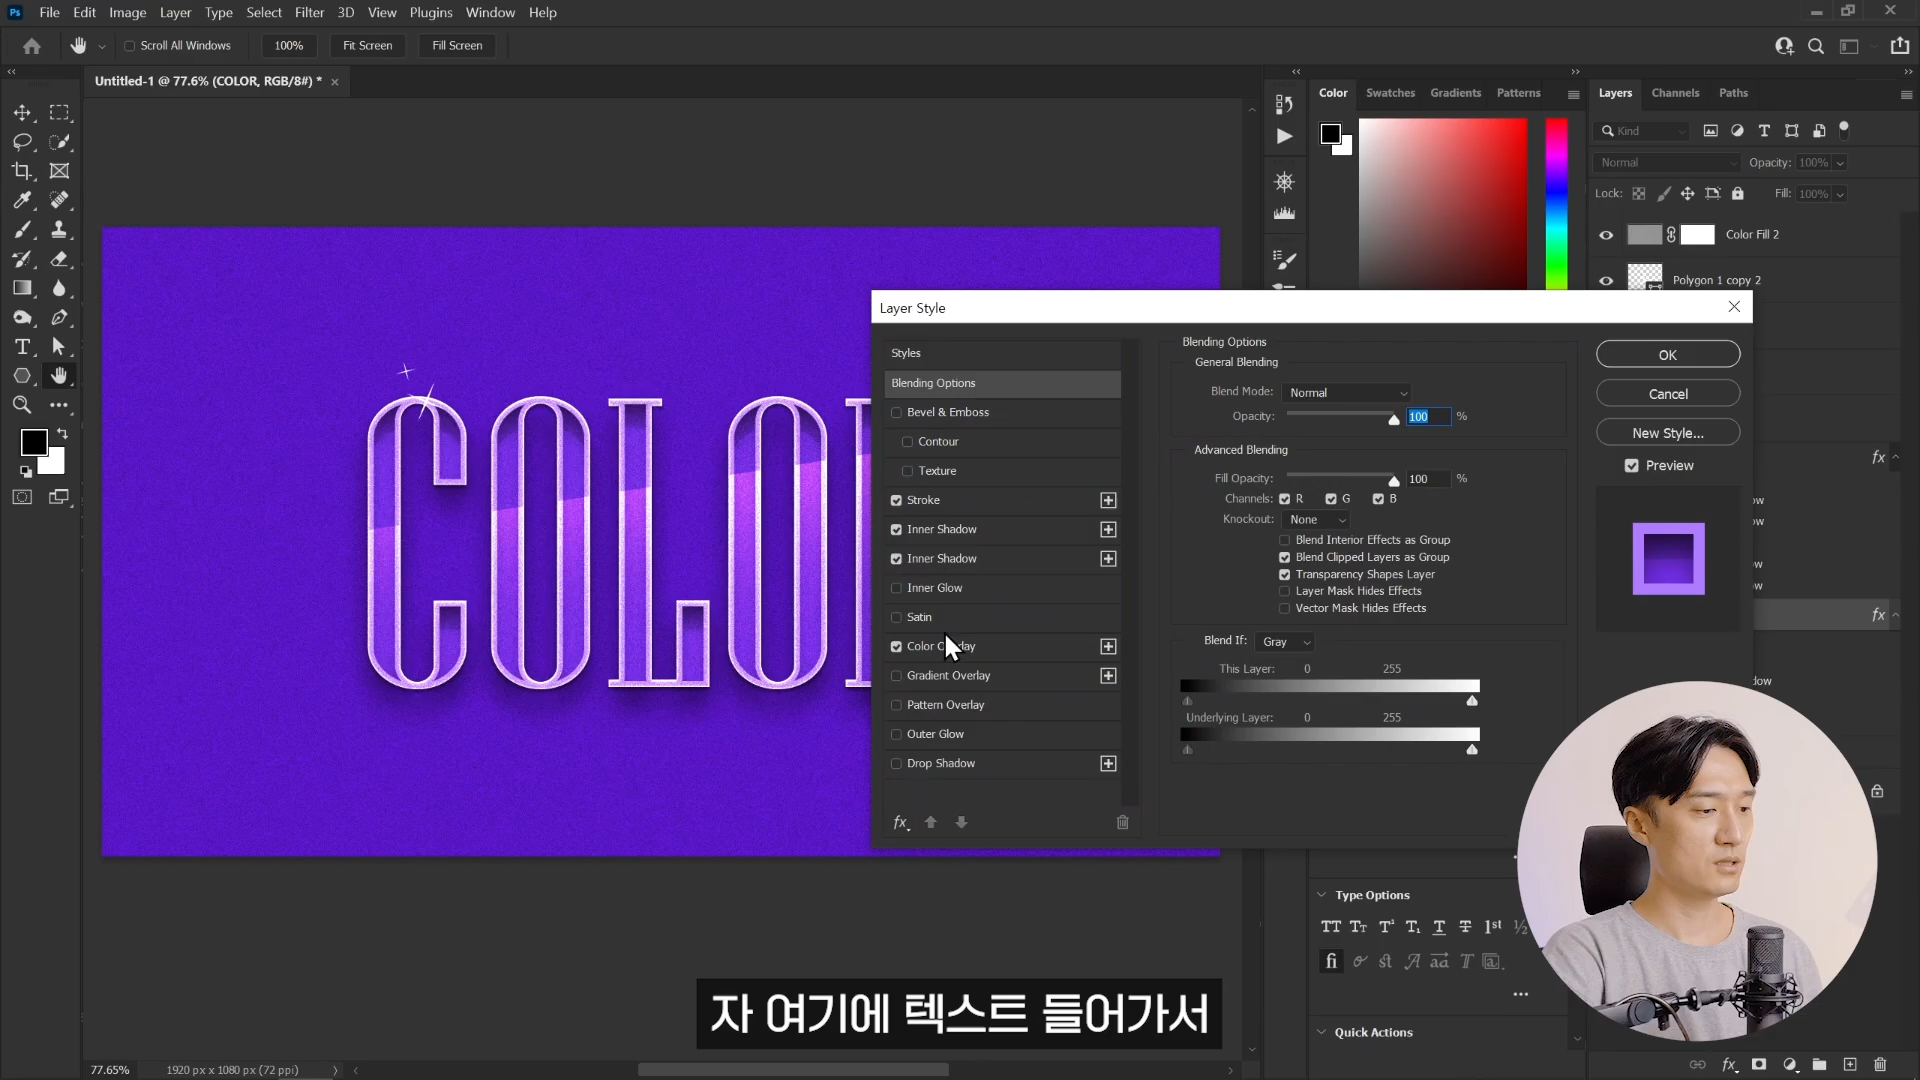 Ps File Edit Image Layer Type Select Filter 3D View Plugins Window Help
Scroll All Windows 100% Fit Screen Fill Screen
Untitled-1 @ 77.6% (COLOR, RGB/8#) *
Color Swatches Gradients Patterns
Layers Channels Paths
Kind
Normal Opacity: 100%
Lock: Fill: 100%
Color Fill 2
Polygon 1 copy 2
fx
fx
COLO
Layer Style
Styles
Blending Options
Bevel & Emboss
Contour
Texture
Stroke
Inner Shadow
Inner Shadow
Inner Glow
Satin
Color
Gradient Overlay
Pattern Overlay
Outer Glow
Drop Shadow
fx
Blending Options
General Blending
Blend Mode: Normal
Opacity: 100 %
Advanced Blending
Fill Opacity: 100 %
Channels: R G B
Knockout: None
Blend Interior Effects as Group
Blend Clipped Layers as Group
Transparency Shapes Layer
Layer Mask Hides Effects
Vector Mask Hides Effects
Blend If: Gray
This Layer: 0 255
Underlying Layer: 0 255
OK
Cancel
New Style...
Preview
Type Options
1st ½
Quick Actions
자 여기에 텍스트 들어가서
77.65% 1920 px x 1080 px (72 ppi)
fx